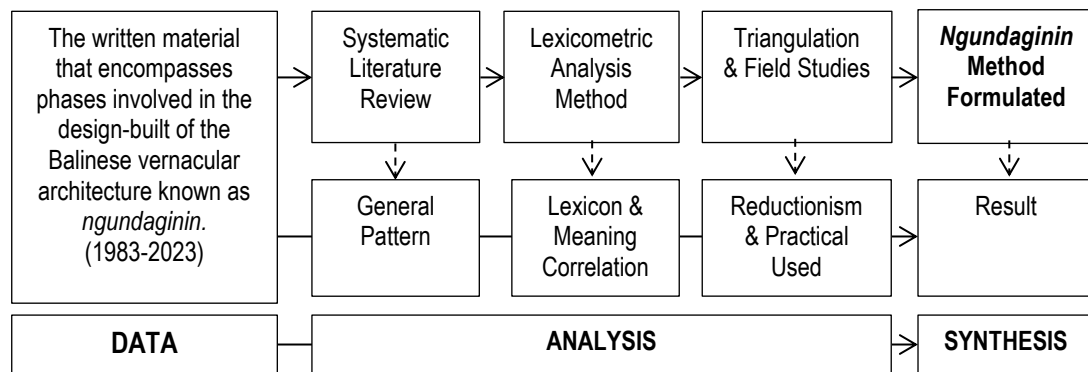 The written material
that encompasses
phases involved in the
design-built of the
Balinese vernacular
architecture known as
ngundaginin.
(1983-2023)
Systematic
Literature
Review
Lexicometric
Analysis
Method
Triangulation
& Field Studies
Ngundaginin
Method
Formulated
General
Pattern
Lexicon &
Meaning
Correlation
Reductionism
& Practical
Used
Result
DATA
ANALYSIS
SYNTHESIS